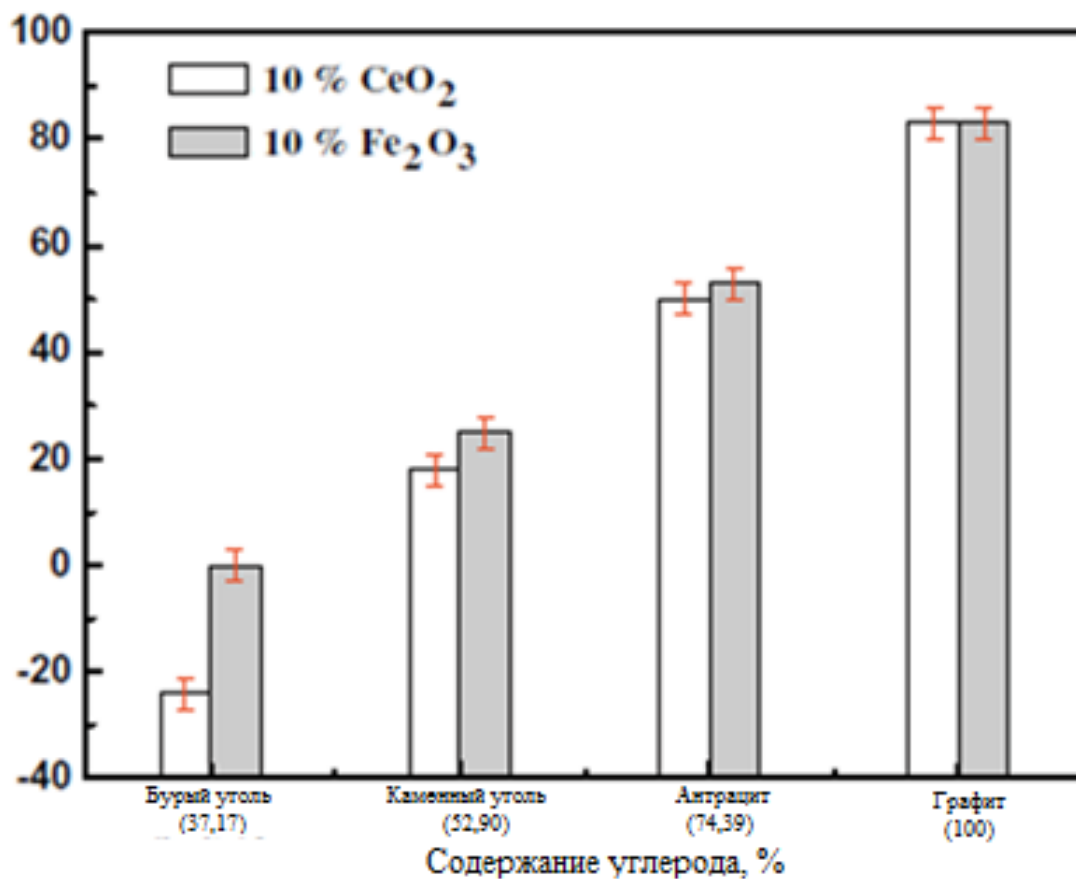 100
80
60
40
20
0
-20
-40
10 % CeO2
10 % Fe2O3
Бурый уголь
(37,17)
Каменный уголь
(52,90)
Антрацит
(74,39)
Графит
(100)
Содержание углерода, %